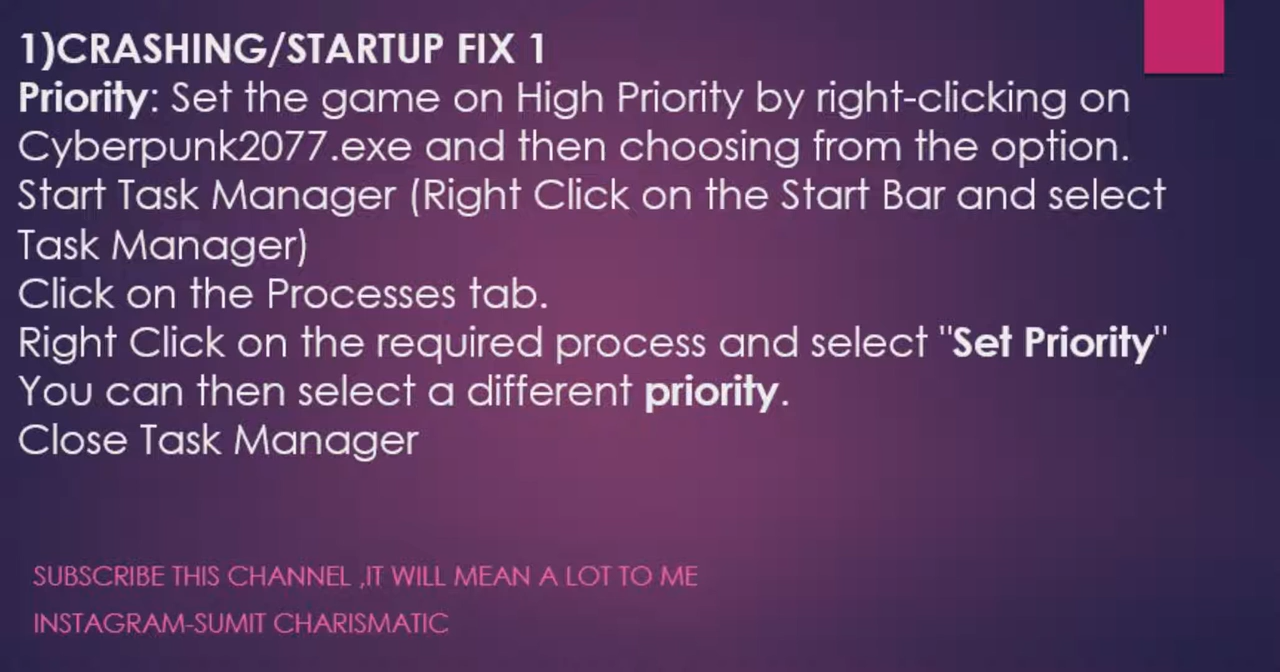 1)CRASHING/STARTUP FIX 1
Priority: Set the game on High Priority by right-clicking on
Cyberpunk2077.exe and then choosing from the option.
Start Task Manager (Right Click on the Start Bar and select
Task Manager)
Click on the Processes tab.
Right Click on the required process and select "Set Priority"
You can then select a different priority.
Close Task Manager
SUBSCRIBE THIS CHANNEL ,IT WILL MEAN A LOT TO ME
INSTAGRAM-SUMIT CHARISMATIC